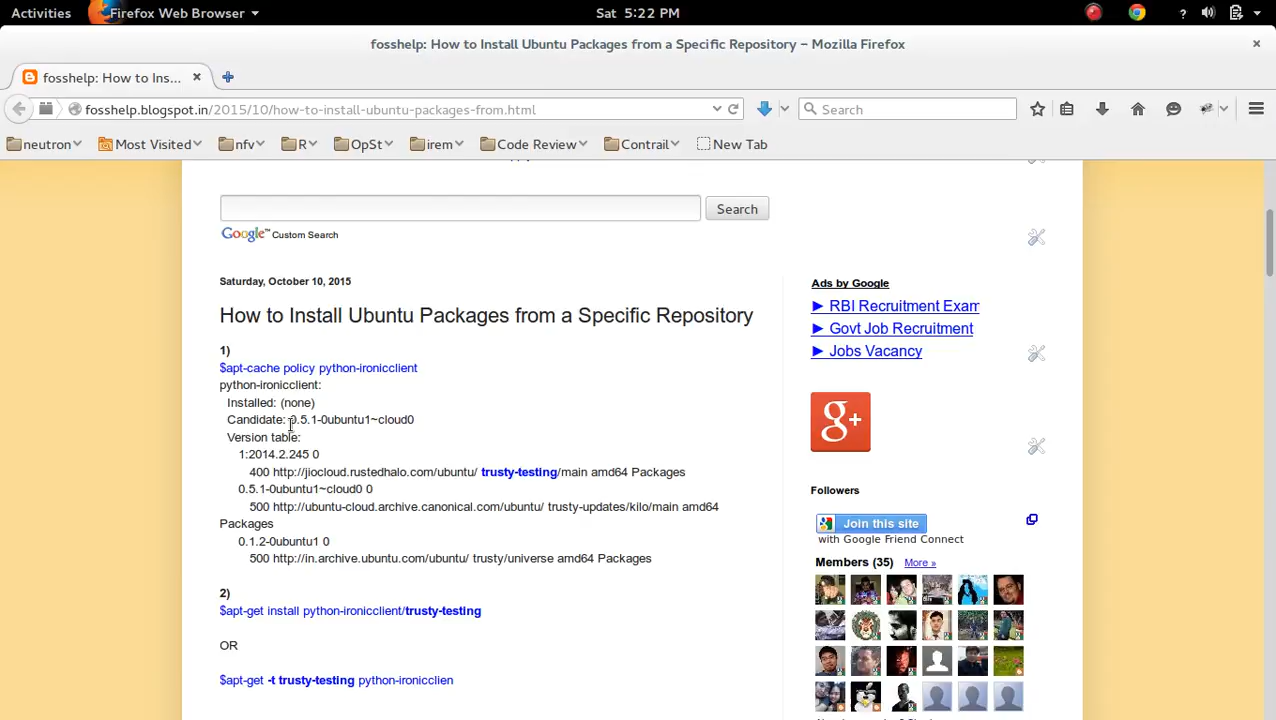 Activities Firefox Web Browser Sat 5:22 PM ?
fosshelp: How to Install Ubuntu Packages from a Specific Repository – Mozilla Firefox
fosshelp: How to Ins...
fosshelp.blogspot.in/2015/10/how-to-install-ubuntu-packages-from.html Search
neutron Most Visited nfv R OpSt irem Code Review Contrail New Tab
Search
Google™ Custom Search
Saturday, October 10, 2015
How to Install Ubuntu Packages from a Specific Repository
1)
$apt-cache policy python-ironicclient
python-ironicclient:
Installed: (none)
Candidate: 0.5.1-0ubuntu1~cloud0
Version table:
1:2014.2.245 0
400 http://jiocloud.rustedhalo.com/ubuntu/ trusty-testing/main amd64 Packages
0.5.1-0ubuntu1~cloud0 0
500 http://ubuntu-cloud.archive.canonical.com/ubuntu/ trusty-updates/kilo/main amd64
Packages
0.1.2-0ubuntu1 0
500 http://in.archive.ubuntu.com/ubuntu/ trusty/universe amd64 Packages
2)
$apt-get install python-ironicclient/trusty-testing
OR
$apt-get -t trusty-testing python-ironicclien
Ads by Google
► RBI Recruitment Exam
► Govt Job Recruitment
► Jobs Vacancy
g+
Followers
Join this site
with Google Friend Connect
Members (35) More »